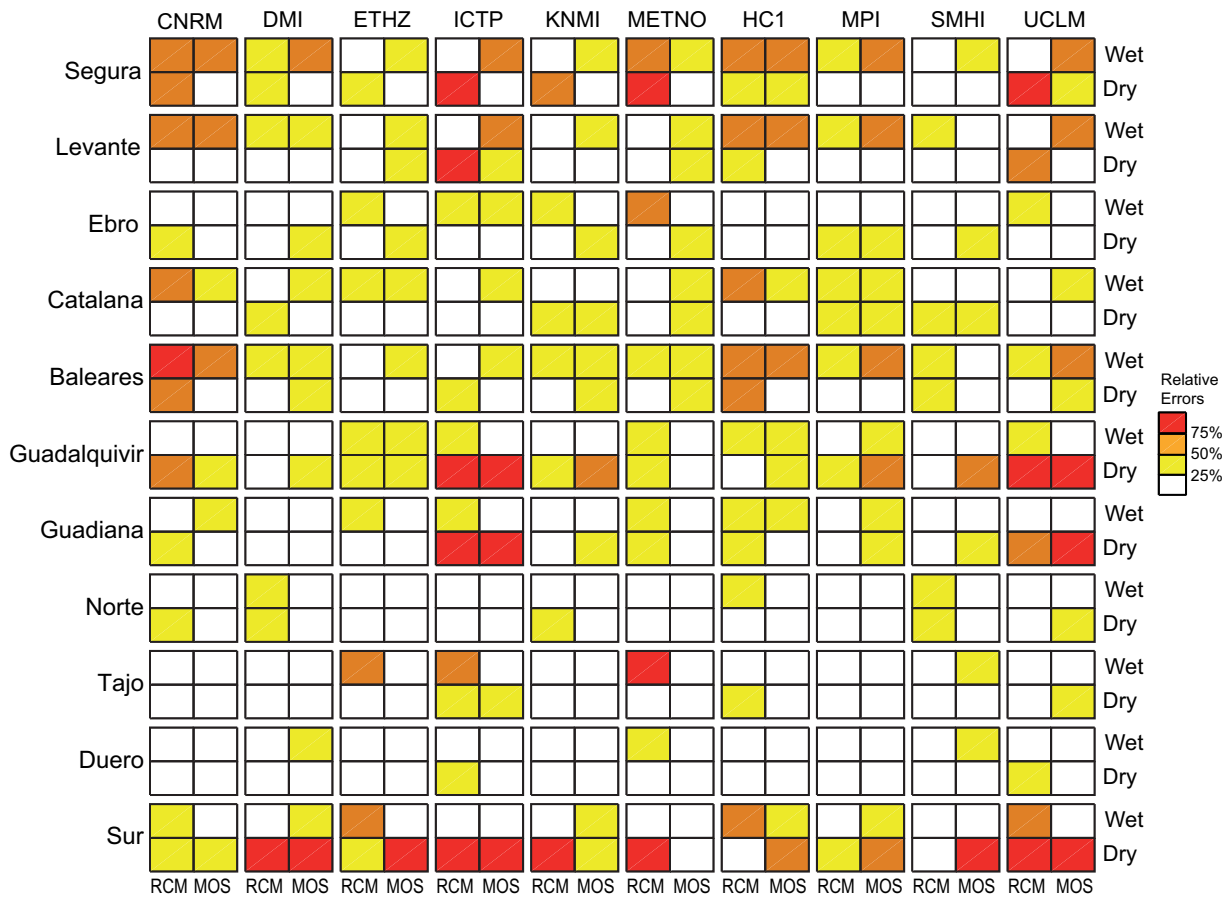 CNRM DMI ETHZ ICTP KNMI METNO HC1 MPI SMHI UCLM
Segura Wet
Dry
Levante Wet
Dry
Ebro Wet
Dry
Catalana Wet
Dry
Baleares Wet
Dry
Relative
Errors
75%
50%
25%
Guadalquivir Wet
Dry
Guadiana Wet
Dry
Norte Wet
Dry
Tajo Wet
Dry
Duero Wet
Dry
Sur Wet
Dry
RCM MOS RCM MOS RCM MOS RCM MOS RCM MOS RCM MOS RCM MOS RCM MOS RCM MOS RCM MOS